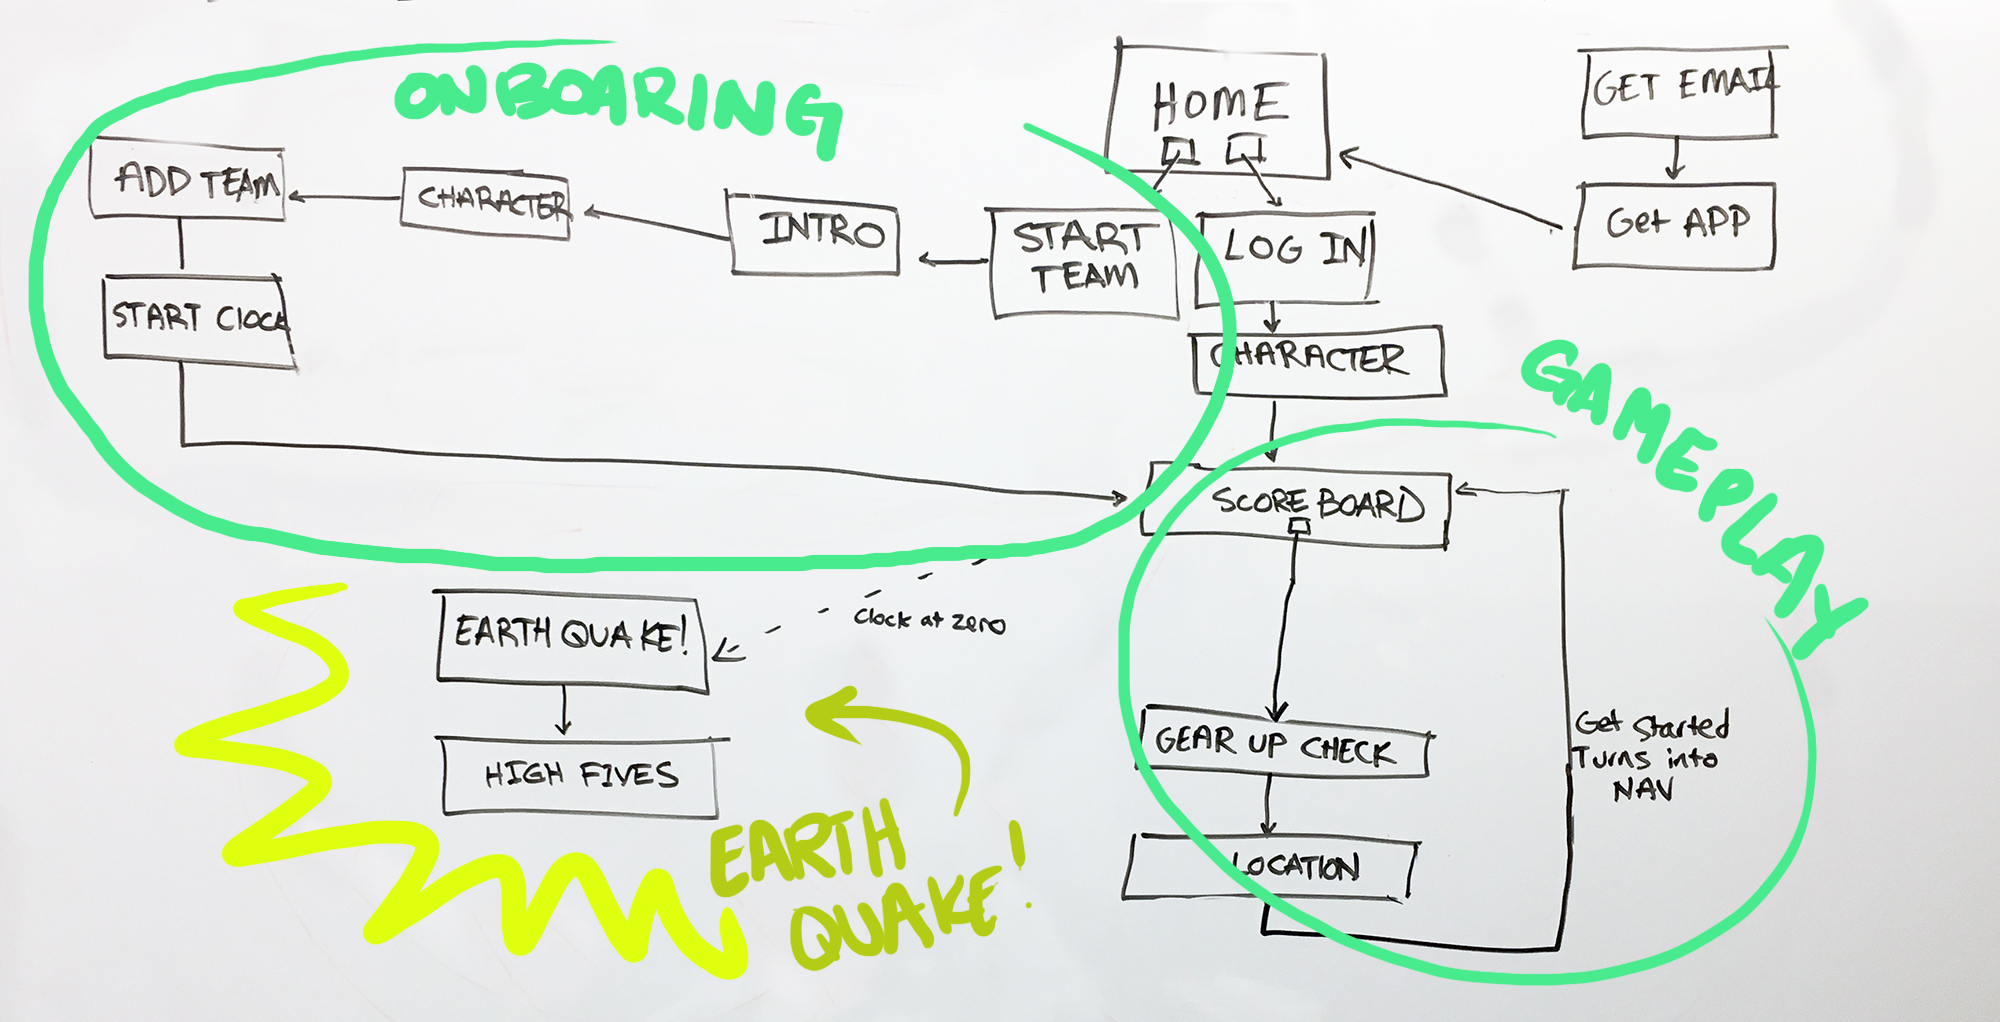 ONBOARING
HOME
GET EMAIL
ADD TEAM
CHARACTER
INTRO
START
TEAM
LOG IN
Get APP
START Clock
CHARACTER
GAMEPLAY
SCORE BOARD
EARTH QUAKE!
Clock at zero
HIGH FIVES
GEAR UP CHECK
Get Started
Turns into
NAV
LOCATION
EARTH
QUAKE!